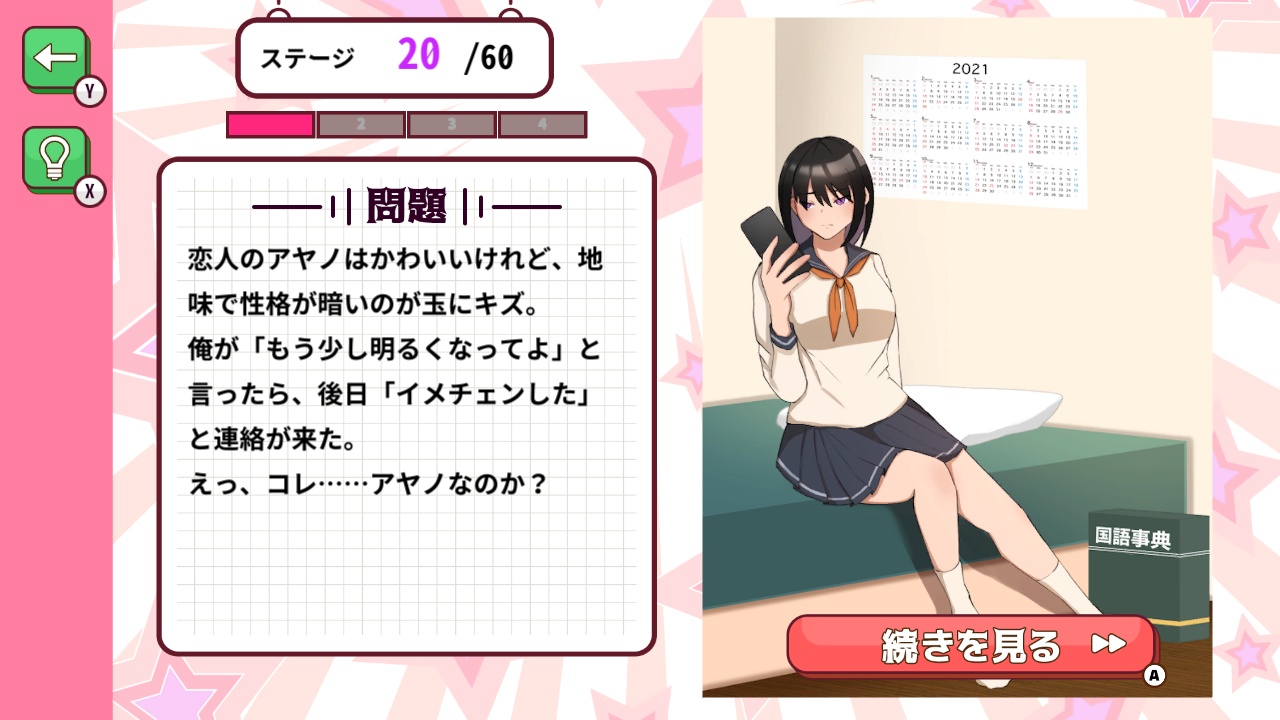 Y
X
ステージ 20 /60
2 3 4
問題
恋人のアヤノはかわいいけれど、地
味で性格が暗いのが玉にキズ。
俺が「もう少し明るくなってよ」と
言ったら、後日「イメチェンした」
と連絡が来た。
えっ、コレ……アヤノなのか？
2021
国語事典
続きを見る
A